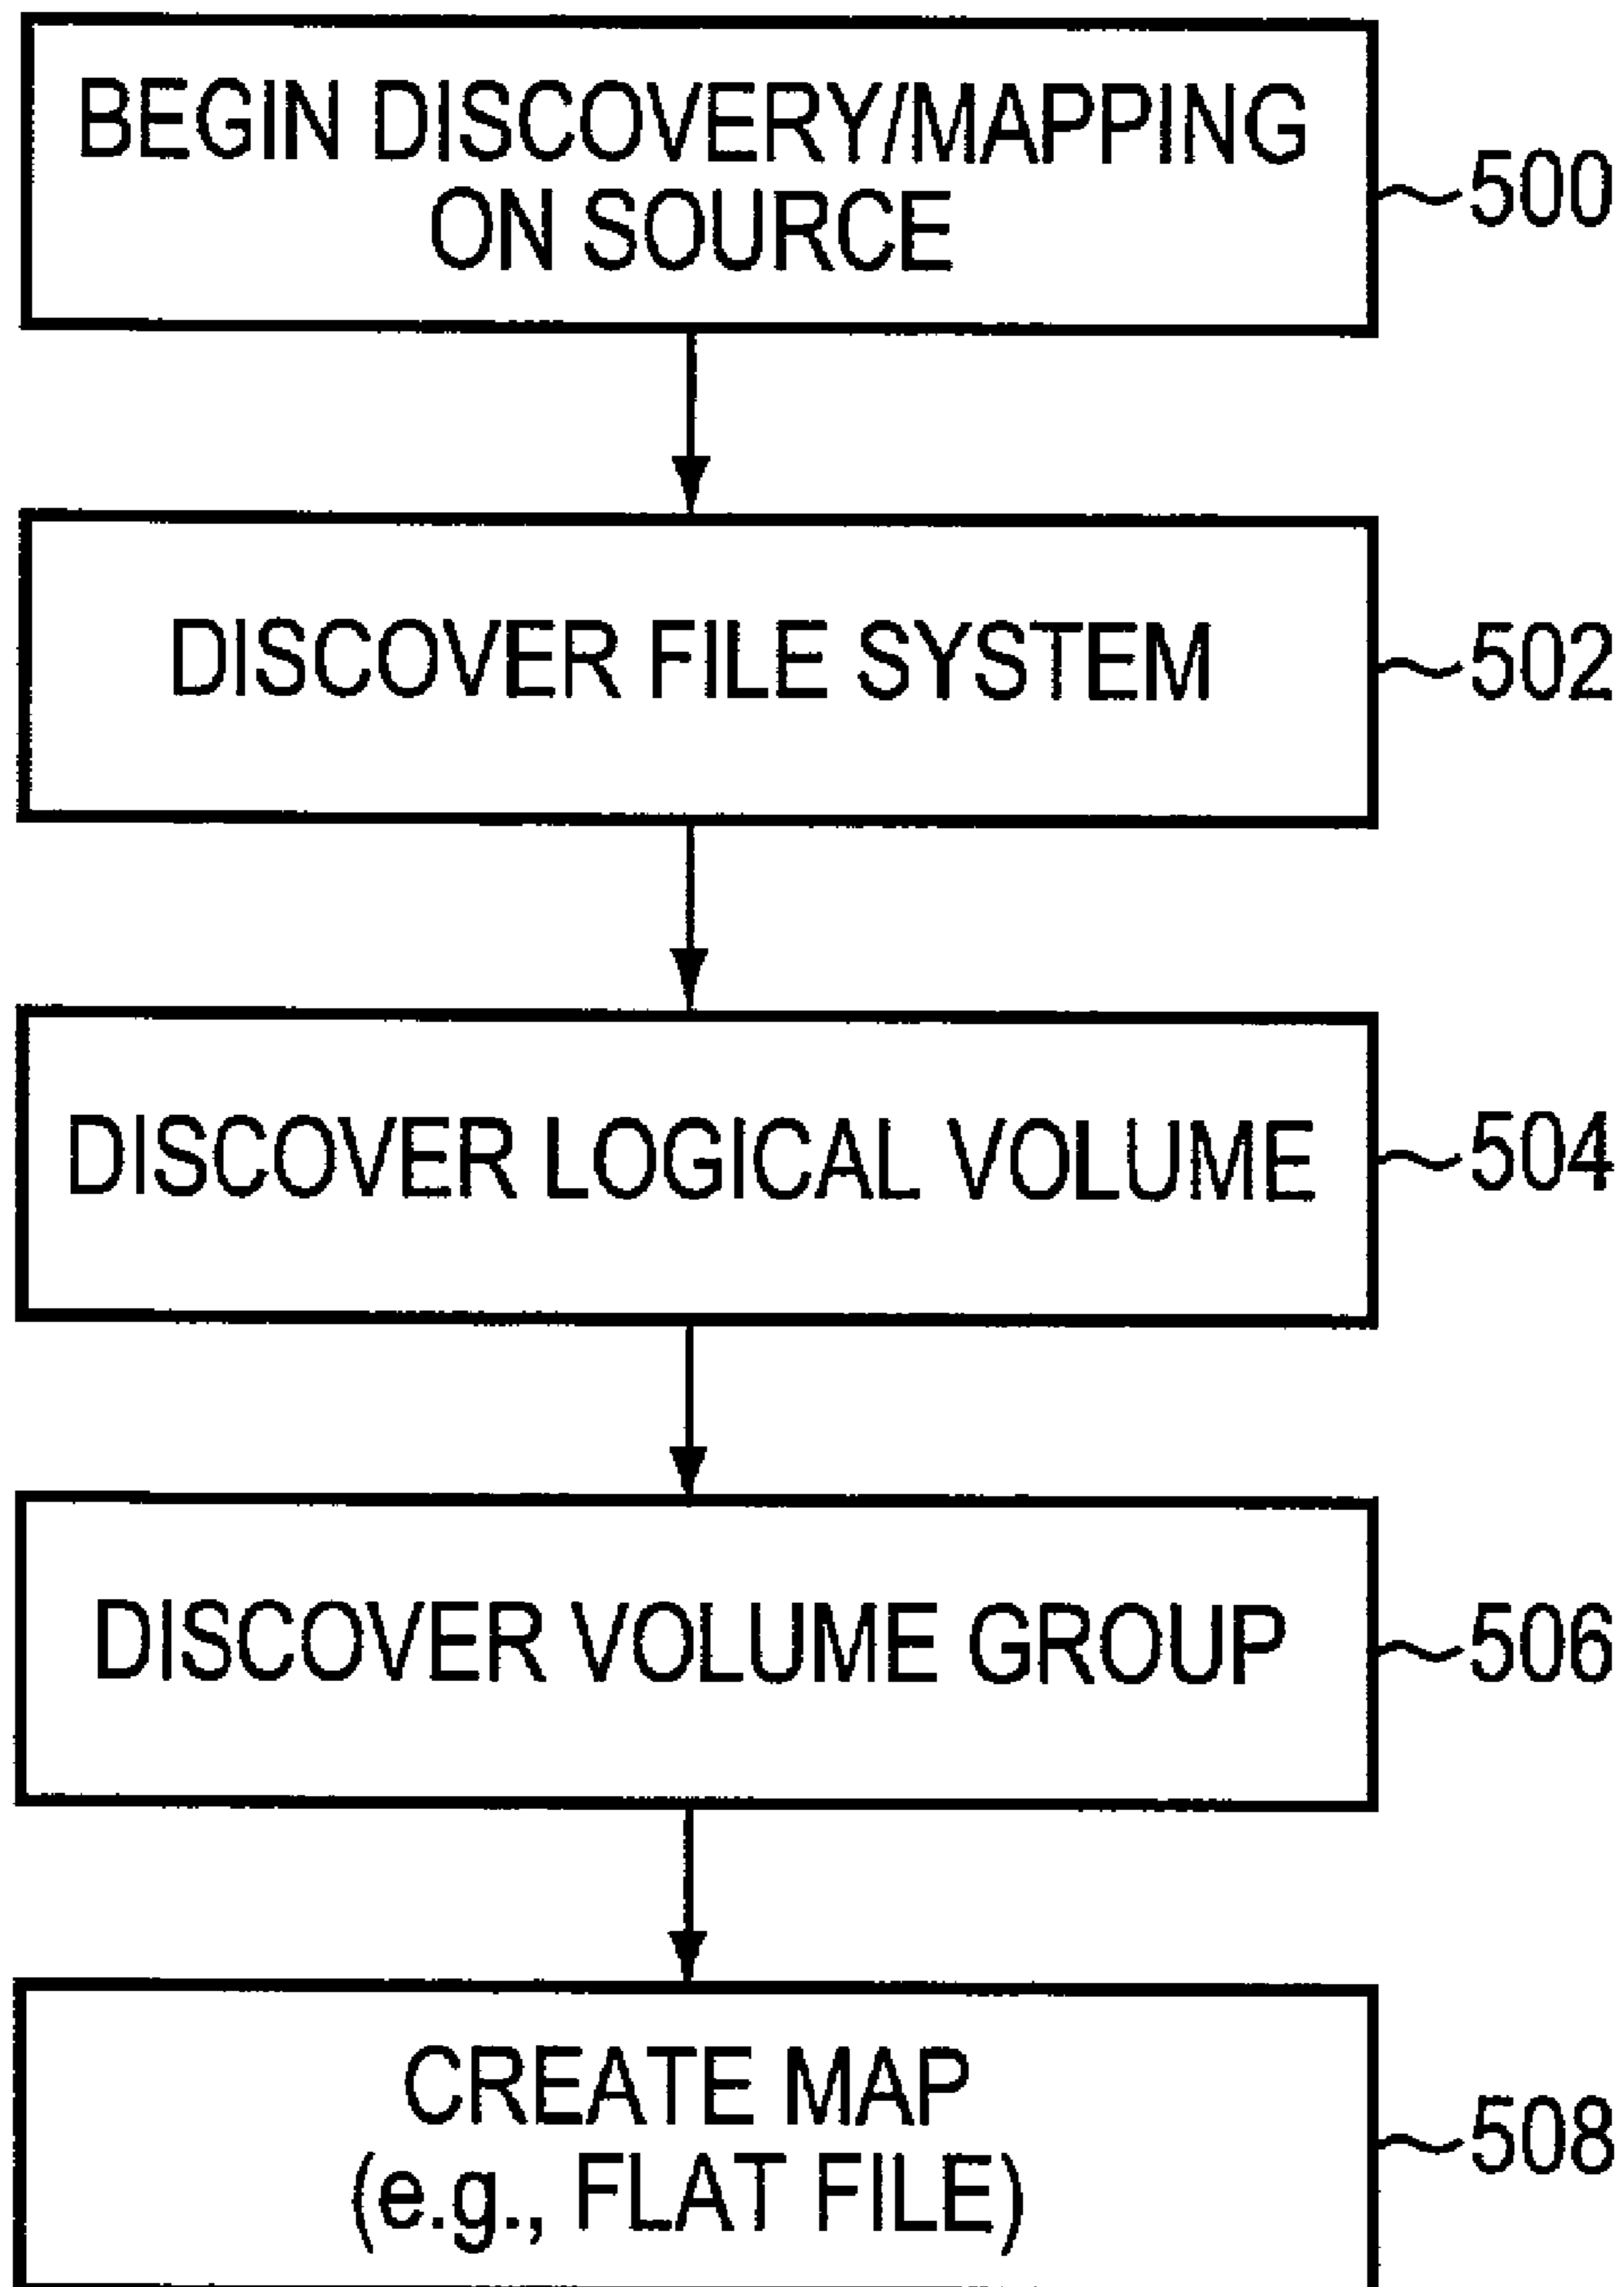 BEGIN DISCOVERY/MAPPING
ON SOURCE
500
DISCOVER FILE SYSTEM
502
DISCOVER LOGICAL VOLUME
504
DISCOVER VOLUME GROUP
506
CREATE MAP
(e.g., FLAT FILE)
508